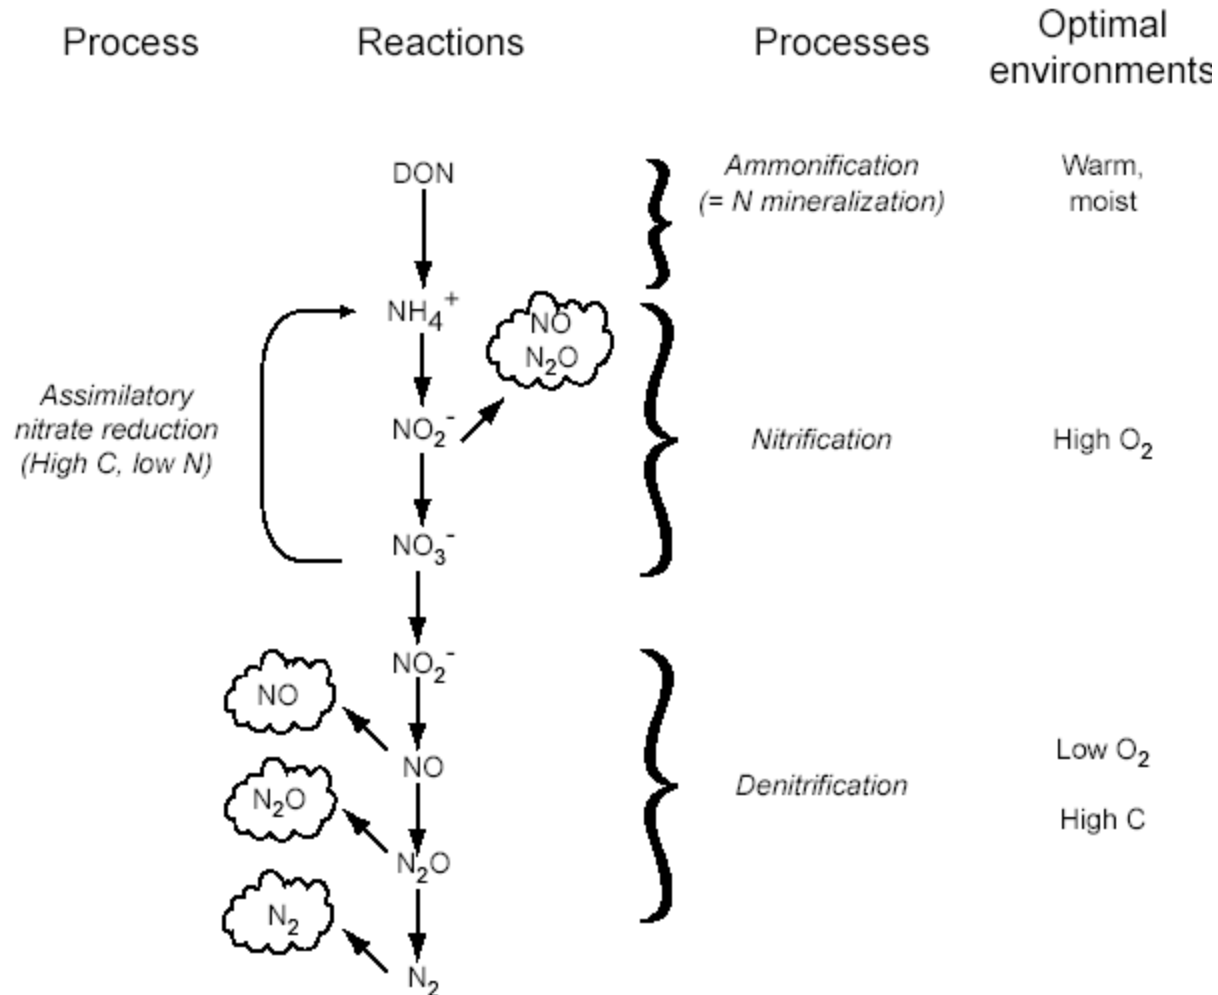 Process
Reactions
Processes
Optimal
environments
DON
Ammonification
(= N mineralization)
Warm,
moist
NH₄⁺
NO
N₂O
Assimilatory
nitrate reduction
(High C, low N)
NO₂⁻
Nitrification
High O₂
NO₃⁻
NO₂⁻
NO
NO
Denitrification
Low O₂
High C
N₂O
N₂O
N₂
N₂